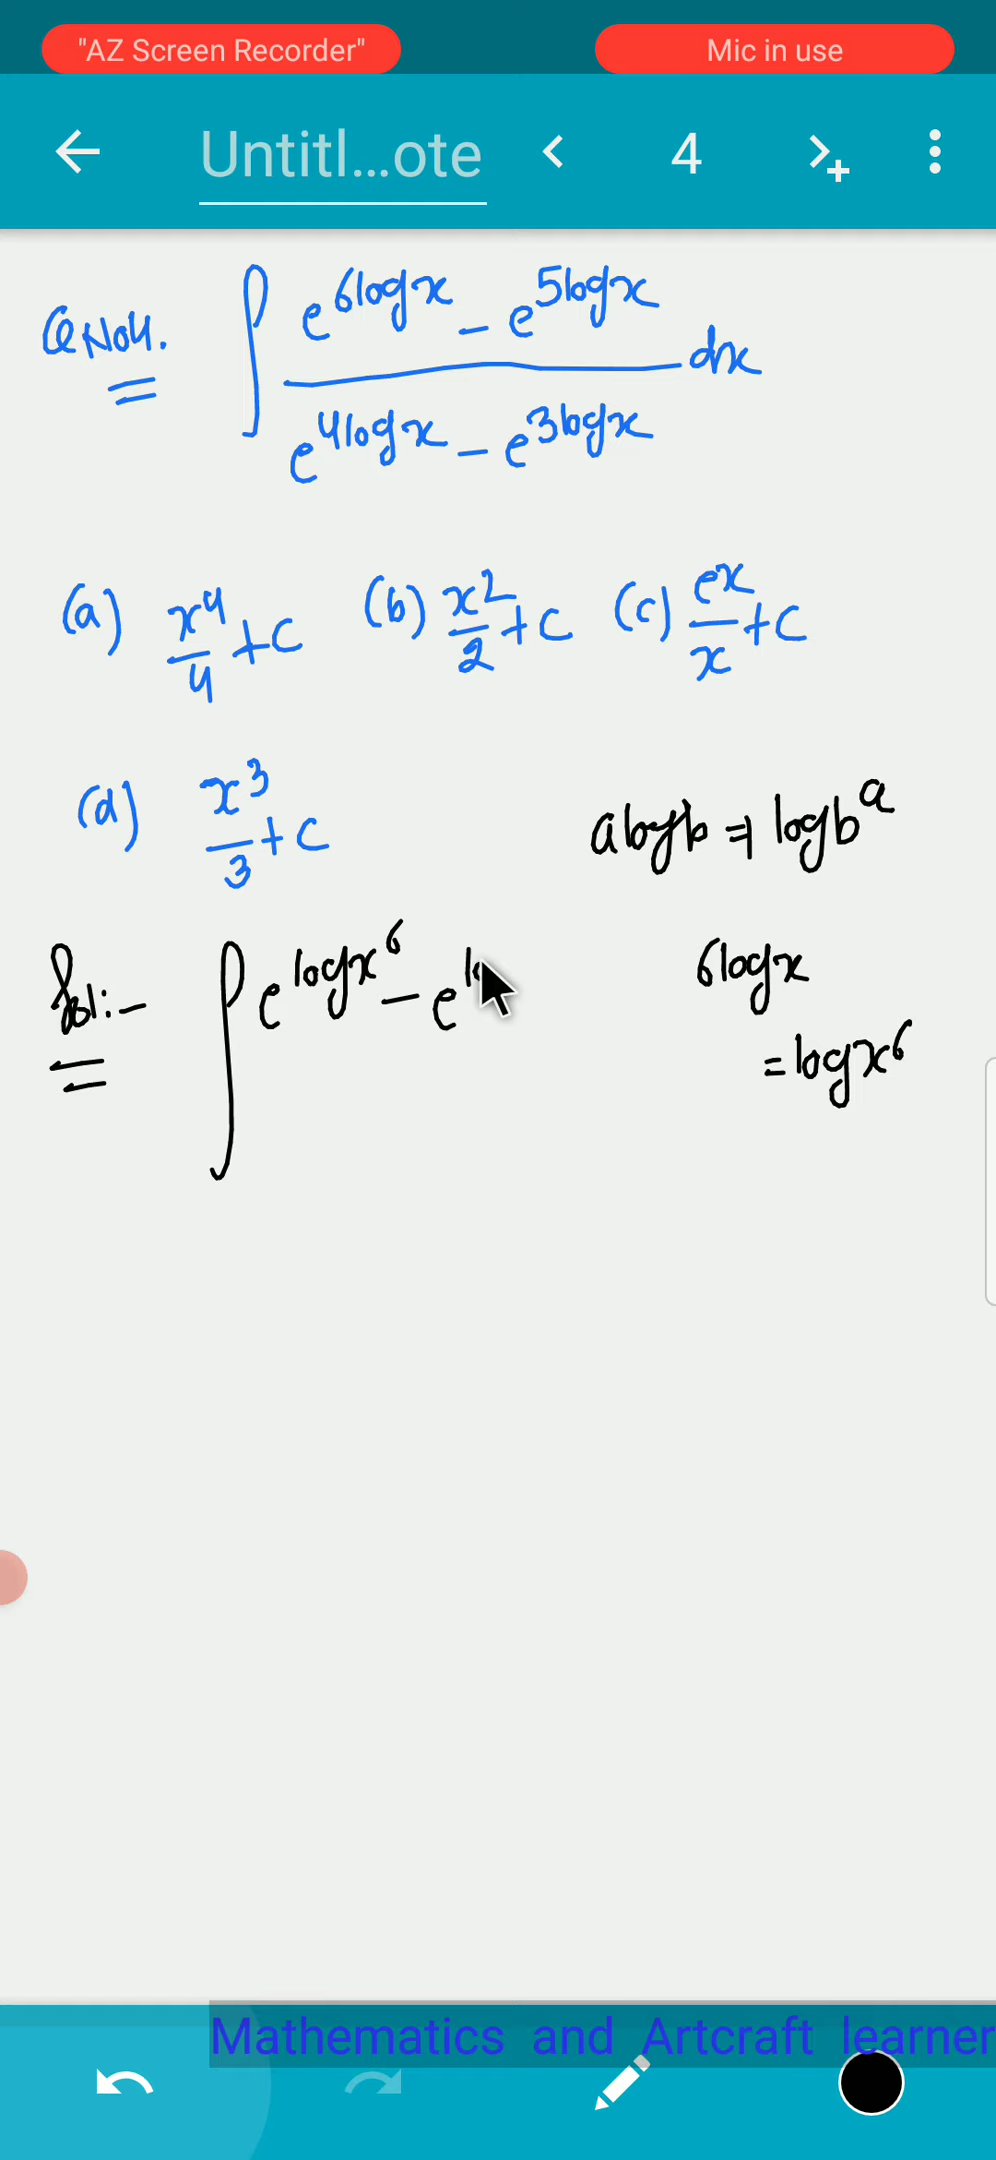 "AZ Screen Recorder" Mic in use
Untitl...ote < 4 >+
Q No4. ∫ (e^{6logx} - e^{5logx}) / (e^{4logx} - e^{3logx}) dx
(a) x^4/4 + c (b) x^2/2 + c (c) e^x/x + c
(d) x^3/3 + c alogb = logb^a
Sol:- ∫ e^{logx^6} - e 6logx
= logx^6
Mathematics and Artcraft learner